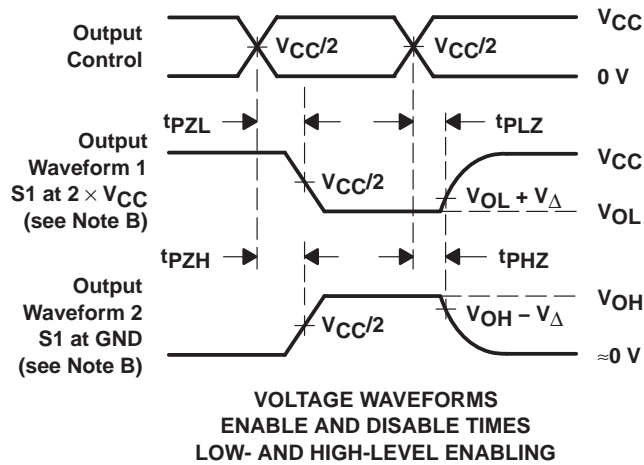 Output
Control
VCC/2
VCC/2
VCC
0 V
tPZL
tPLZ
Output
Waveform 1
S1 at 2 × VCC
(see Note B)
VCC/2
VCC
VOL + VΔ
VOL
tPZH
tPHZ
Output
Waveform 2
S1 at GND
(see Note B)
VCC/2
VOH
VOH − VΔ
≈0 V
VOLTAGE WAVEFORMS
ENABLE AND DISABLE TIMES
LOW- AND HIGH-LEVEL ENABLING